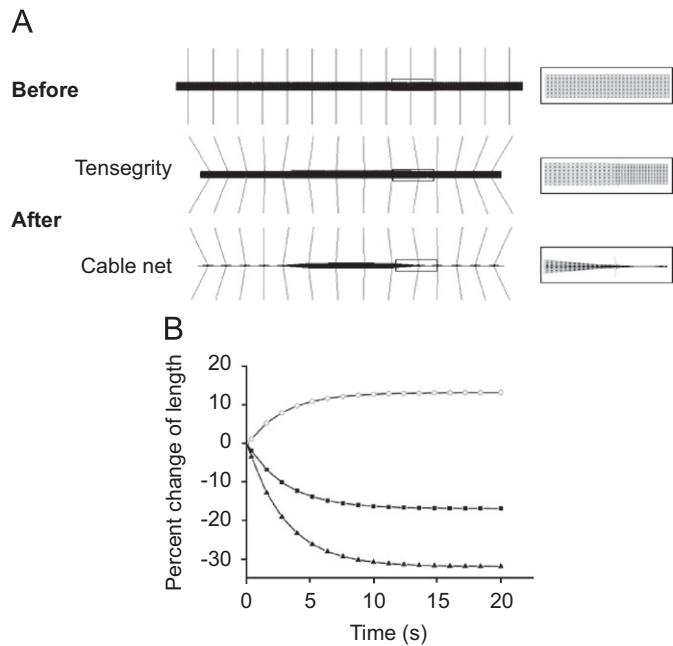 A
Before
Tensegrity
After
Cable net
B
Percent change of length
20
10
0
-10
-20
-30
0 5 10 15 20
Time (s)